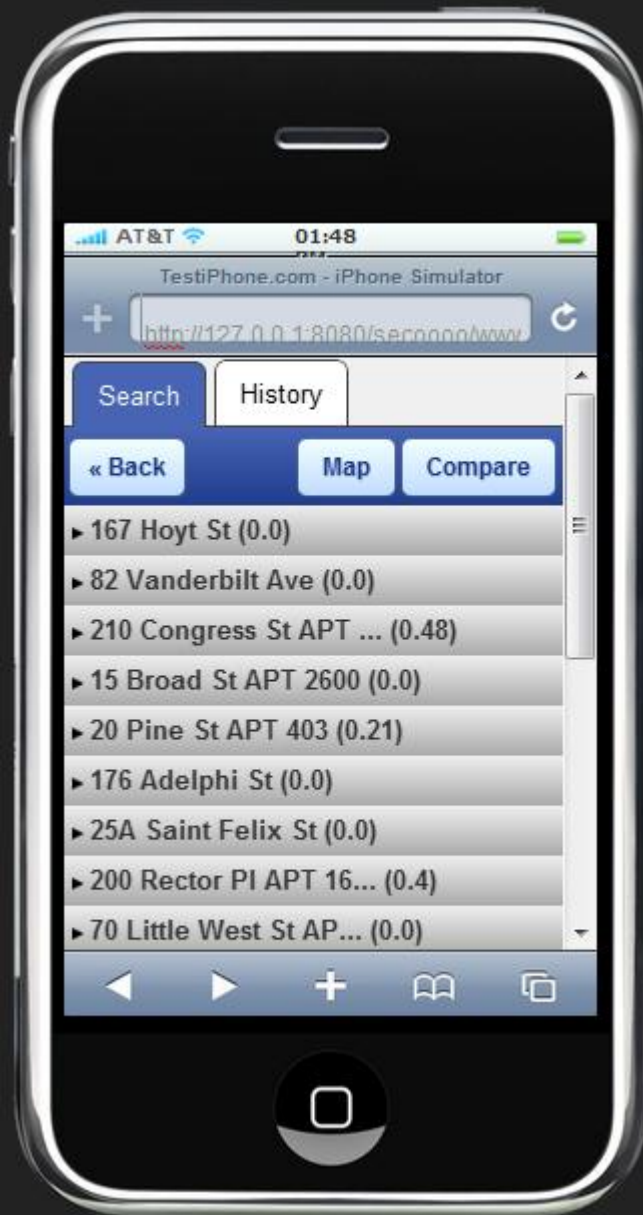 AT&T 01:48
TestiPhone.com - iPhone Simulator
http://127.0.0.1:8080/secoooo/www
Search History
« Back Map Compare
▸ 167 Hoyt St (0.0)
▸ 82 Vanderbilt Ave (0.0)
▸ 210 Congress St APT ... (0.48)
▸ 15 Broad St APT 2600 (0.0)
▸ 20 Pine St APT 403 (0.21)
▸ 176 Adelphi St (0.0)
▸ 25A Saint Felix St (0.0)
▸ 200 Rector Pl APT 16... (0.4)
▸ 70 Little West St AP... (0.0)